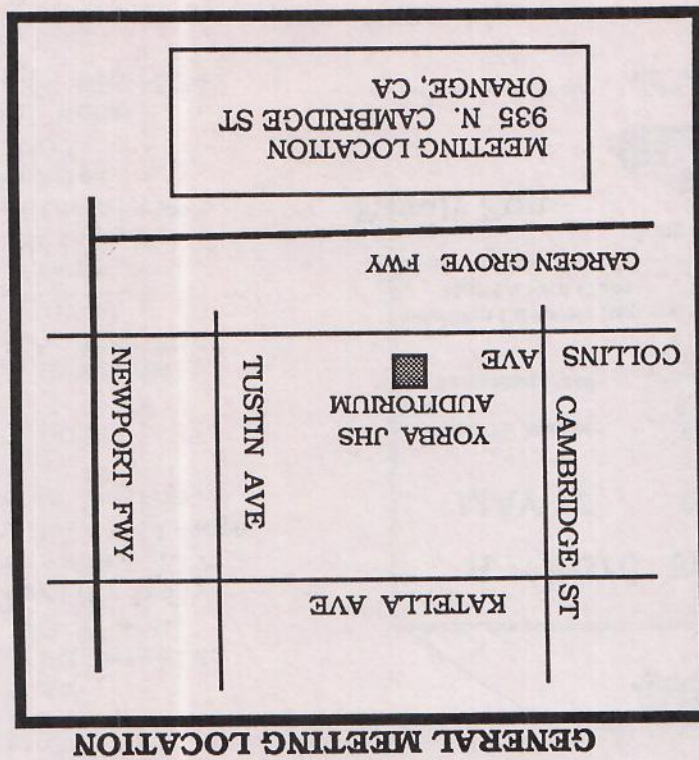 GENERAL MEETING LOCATION
KATELLA AVE
CAMBRIDGE ST
TUSTIN AVE
NEWPORT FWY
YORBA JHS
AUDITORIUM
COLLINS AVE
GARGEN GROVE FWY
MEETING LOCATION
935 N. CAMBRIDGE ST
ORANGE, CA